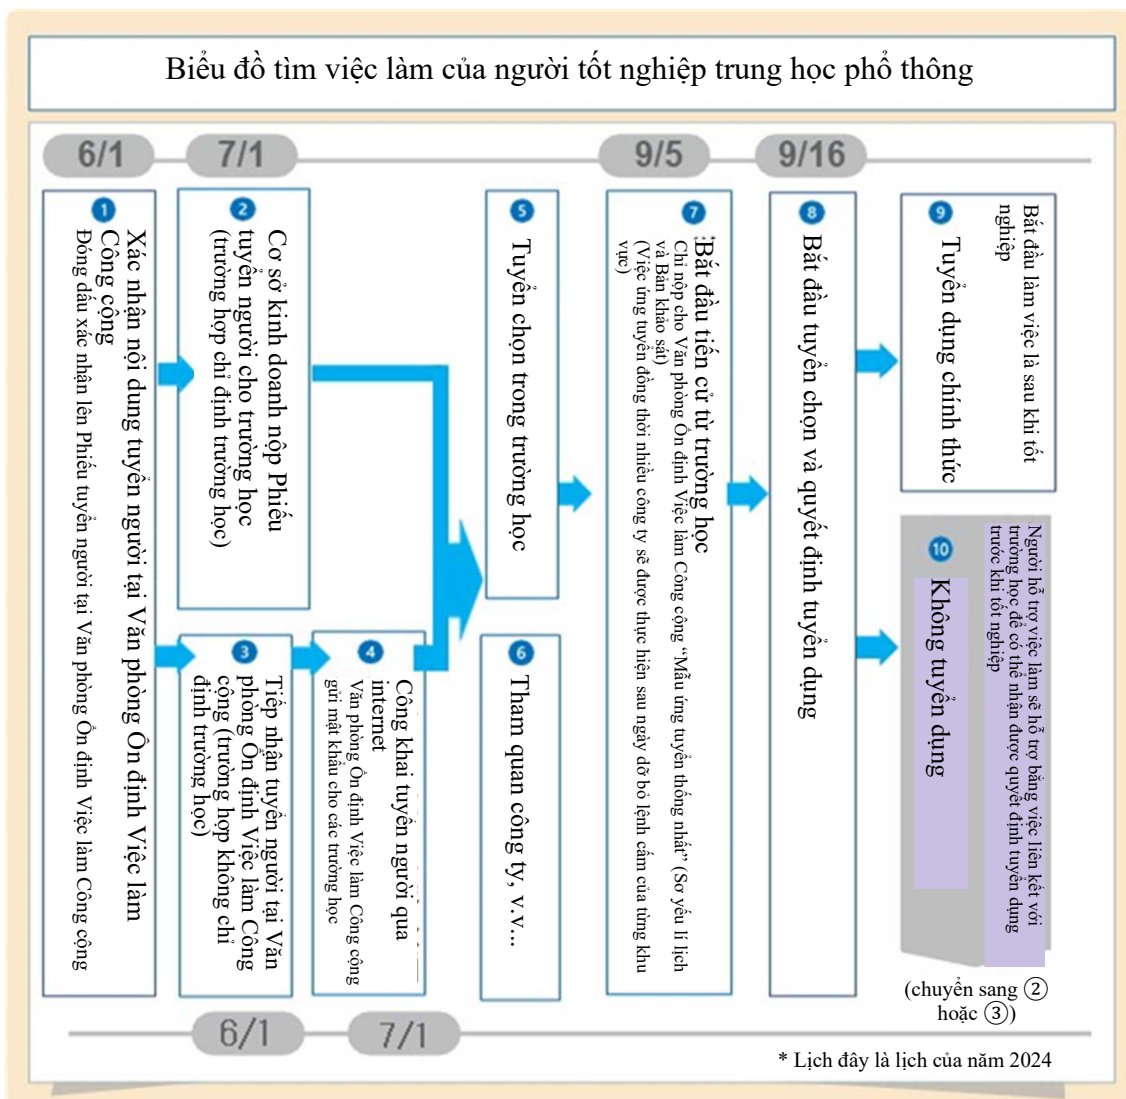 Biểu đồ tìm việc làm của người tốt nghiệp trung học phổ thông
6/1
7/1
9/5
9/16
1
Xác nhận nội dung tuyển người tại Văn phòng Ổn định Việc làm
Công cộng
Đóng dấu xác nhận lên Phiếu tuyển người tại Văn phòng Ổn định Việc làm Công cộng
2
Cơ sở kinh doanh nộp Phiếu
tuyển người cho trường học
(trường hợp chỉ định trường học)
3
Tiếp nhận tuyển người tại Văn
phòng Ổn định Việc làm Công
cộng (trường hợp không chỉ
định trường học)
4
Công khai tuyển người qua
internet
Văn phòng Ổn định Việc làm Công cộng
gửi mật khẩu cho các trường học
5
Tuyển chọn trong trường học
6
Tham quan công ty, v.v...
7
Bắt đầu tiến cử từ trường học
Chỉ nộp cho Văn phòng Ổn định Việc làm Công cộng “Mẫu ứng tuyển thống nhất” (Sơ yếu lí lịch
và Bản khảo sát)
(Việc ứng tuyển đồng thời nhiều công ty sẽ được thực hiện sau ngày dỡ bỏ lệnh cấm của từng khu
vực)
8
Bắt đầu tuyển chọn và quyết định tuyển dụng
9
Bắt đầu làm việc là sau khi tốt
nghiệp
Tuyển dụng chính thức
10
Người hỗ trợ việc làm sẽ hỗ trợ bằng việc liên kết với
trường học để có thể nhận được quyết định tuyển dụng
trước khi tốt nghiệp
Không tuyển dụng
(chuyển sang ②
hoặc ③)
6/1
7/1
* Lịch đây là lịch của năm 2024